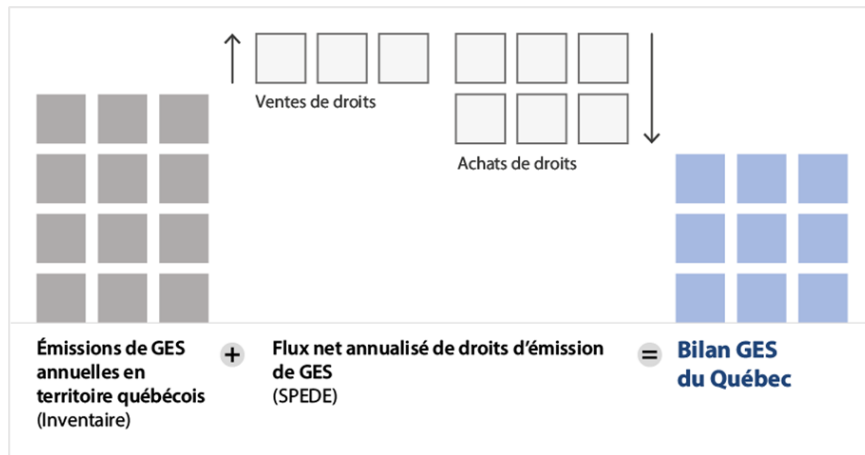 Ventes de droits
Achats de droits
Émissions de GES
annuelles en
territoire québécois
(Inventaire)
+
Flux net annualisé de droits d'émission
de GES
(SPEDE)
=
Bilan GES
du Québec